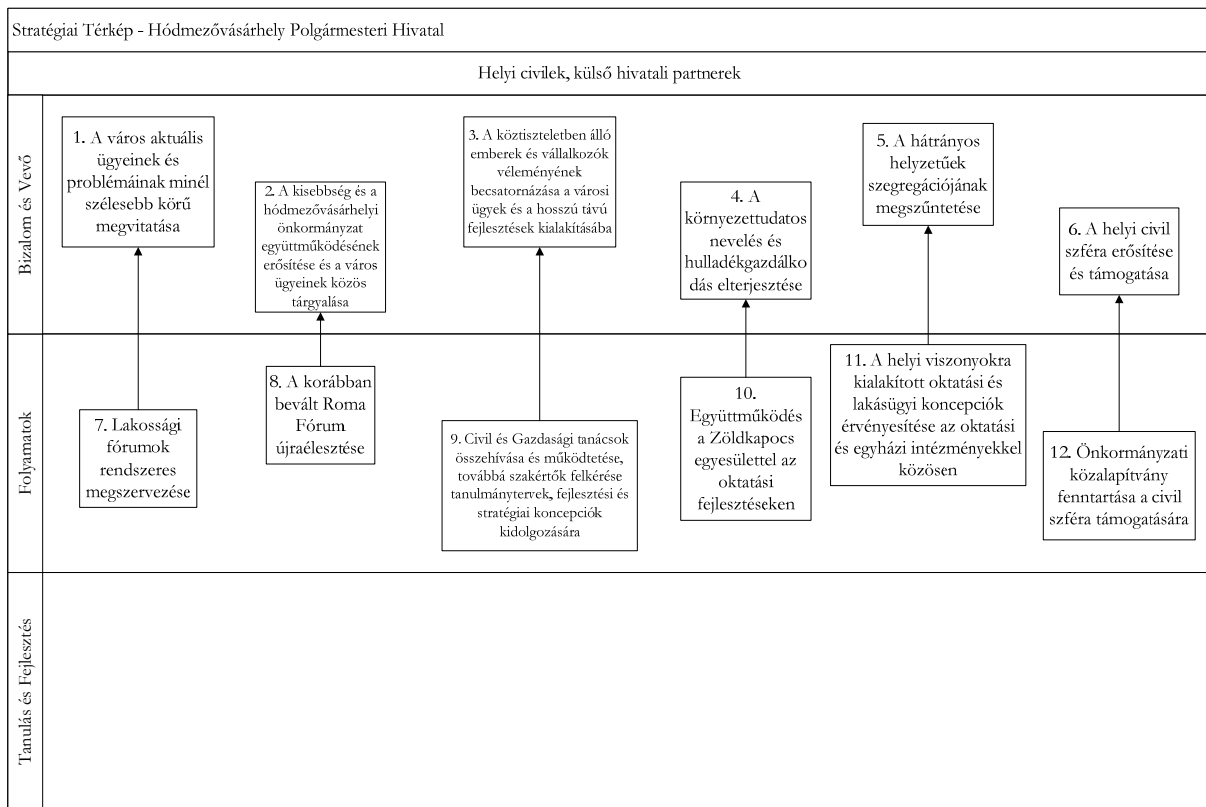 Stratégiai Térkép - Hódmezővásárhely Polgármesteri Hivatal
Helyi civilek, külső hivatali partnerek
Bizalom és Vevő
1. A város aktuális
ügyeinek és
problémáinak minél
szélesebb körű
megvitatása
2. A kisebbség és a
hódmezővásárhelyi
önkormányzat
együttműködésének
erősítése és a város
ügyeinek közös
tárgyalása
3. A köztiszteletben álló
emberek és vállalkozók
véleményének
becsatornázása a városi
ügyek és a hosszú távú
fejlesztések kialakításába
4. A
környezettudatos
nevelés és
hulladékgazdálko
dás elterjesztése
5. A hátrányos
helyzetűek
szegregációjának
megszűntetése
6. A helyi civil
szféra erősítése
és támogatása
Folyamatok
7. Lakossági
fórumok
rendszeres
megszervezése
8. A korábban
bevált Roma
Fórum
újraélesztése
9. Civil és Gazdasági tanácsok
összehívása és működtetése,
továbbá szakértők felkérése
tanulmánytervek, fejlesztési és
stratégiai koncepciók
kidolgozására
10.
Együttműködés
a Zöldkapocs
egyesülettel az
oktatási
fejlesztéseken
11. A helyi viszonyokra
kialakított oktatási és
lakásügyi koncepciók
érvényesítése az oktatási
és egyházi intézményekkel
közösen
12. Önkormányzati
közalapítvány
fenntartása a civil
szféra támogatására
Tanulás és Fejlesztés